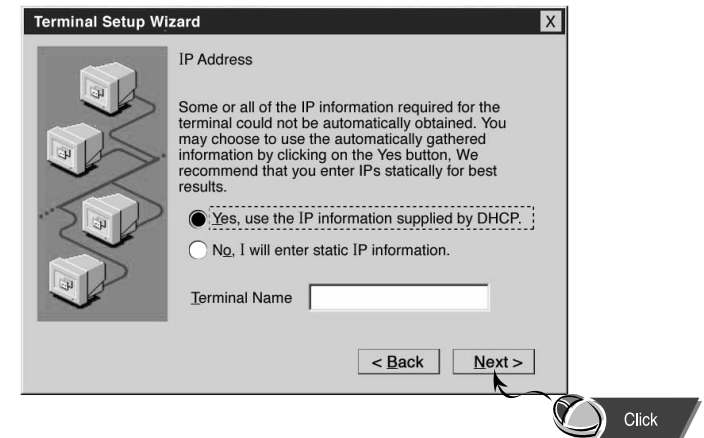 Terminal Setup Wizard
X
IP Address
Some or all of the IP information required for the
terminal could not be automatically obtained. You
may choose to use the automatically gathered
information by clicking on the Yes button, We
recommend that you enter IPs statically for best
results.
Yes, use the IP information supplied by DHCP.
No, I will enter static IP information.
Terminal Name
< Back
Next >
Click